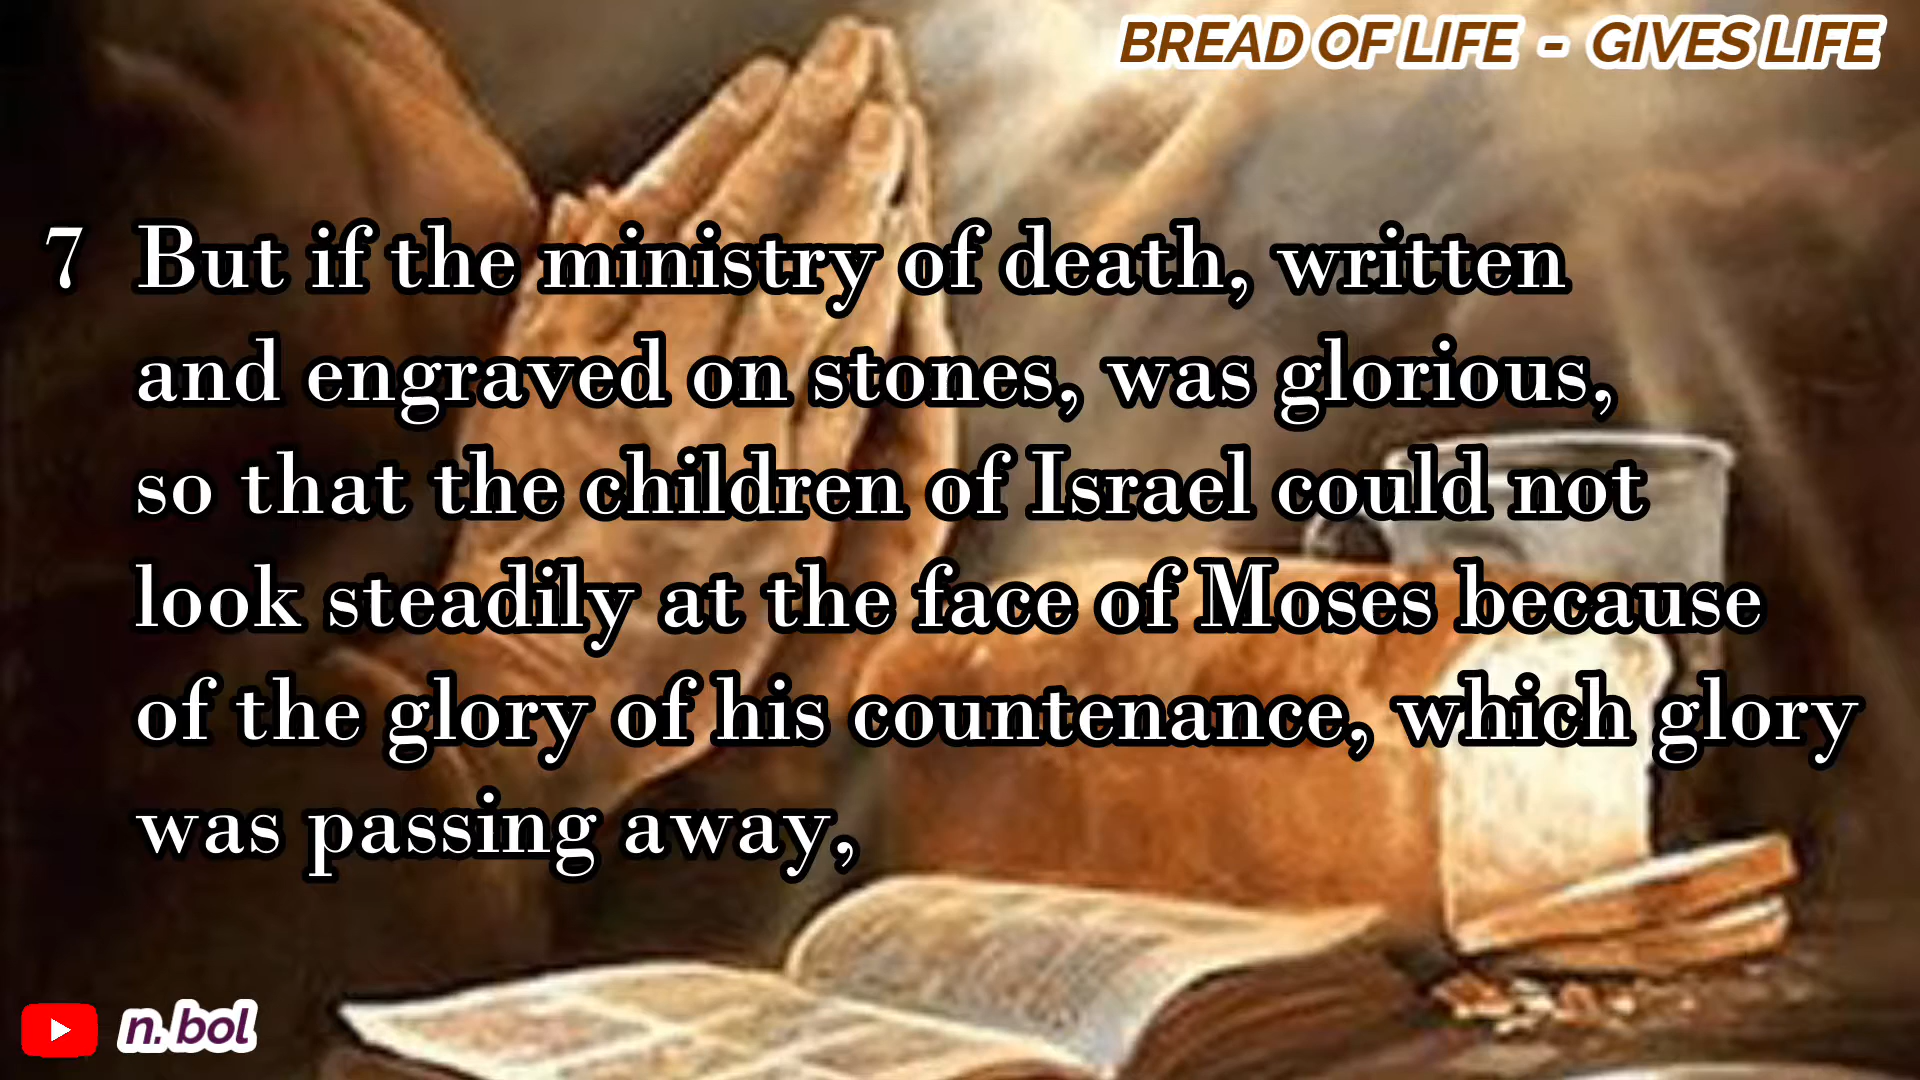 BREAD OF LIFE - GIVES LIFE
7 But if the ministry of death, written
and engraved on stones, was glorious,
so that the children of Israel could not
look steadily at the face of Moses because
of the glory of his countenance, which glory
was passing away,
n. bol